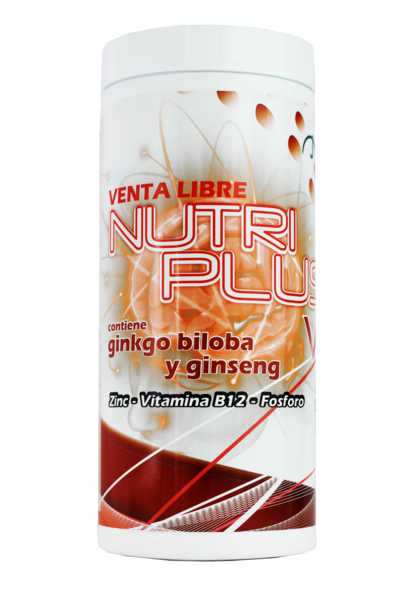 VENTA LIBRE
NUTRI
PLUS
contiene
ginkgo biloba
y ginseng
Zinc - Vitamina B12 - Fosforo